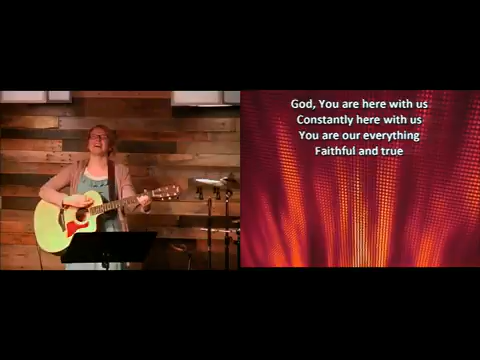 God, You are here with us
Constantly here with us
You are our everything
Faithful and true